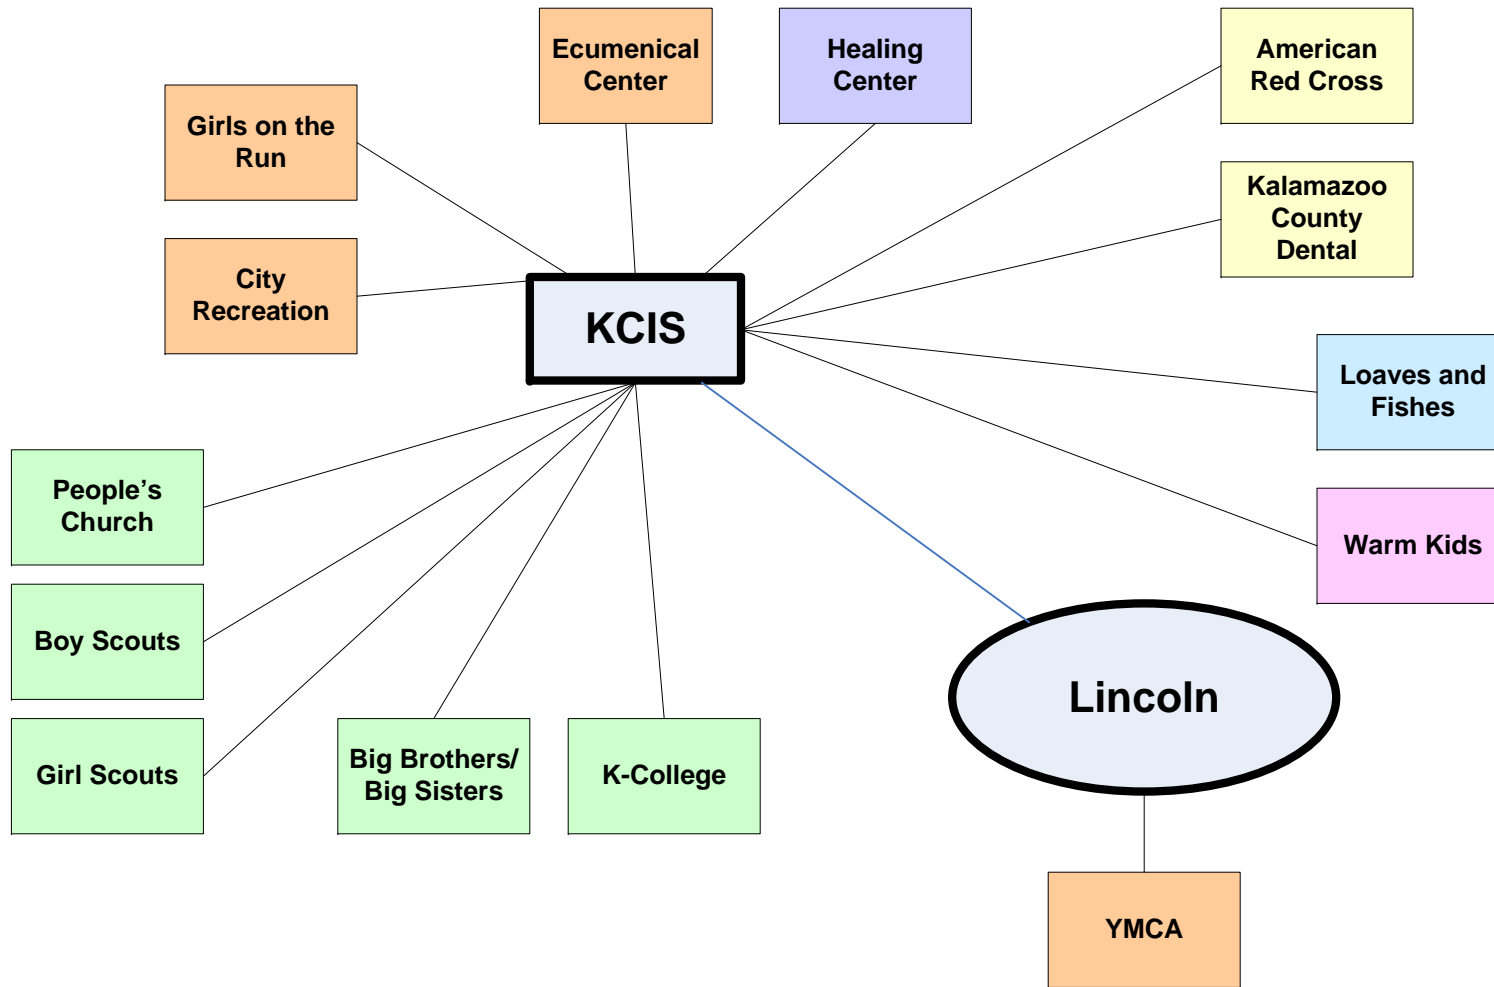 Ecumenical
Center
Healing
Center
American
Red Cross
Girls on the
Run
Kalamazoo
County
Dental
City
Recreation
KCIS
Loaves and
Fishes
People’s
Church
Warm Kids
Boy Scouts
Lincoln
Girl Scouts
Big Brothers/
Big Sisters
K-College
YMCA